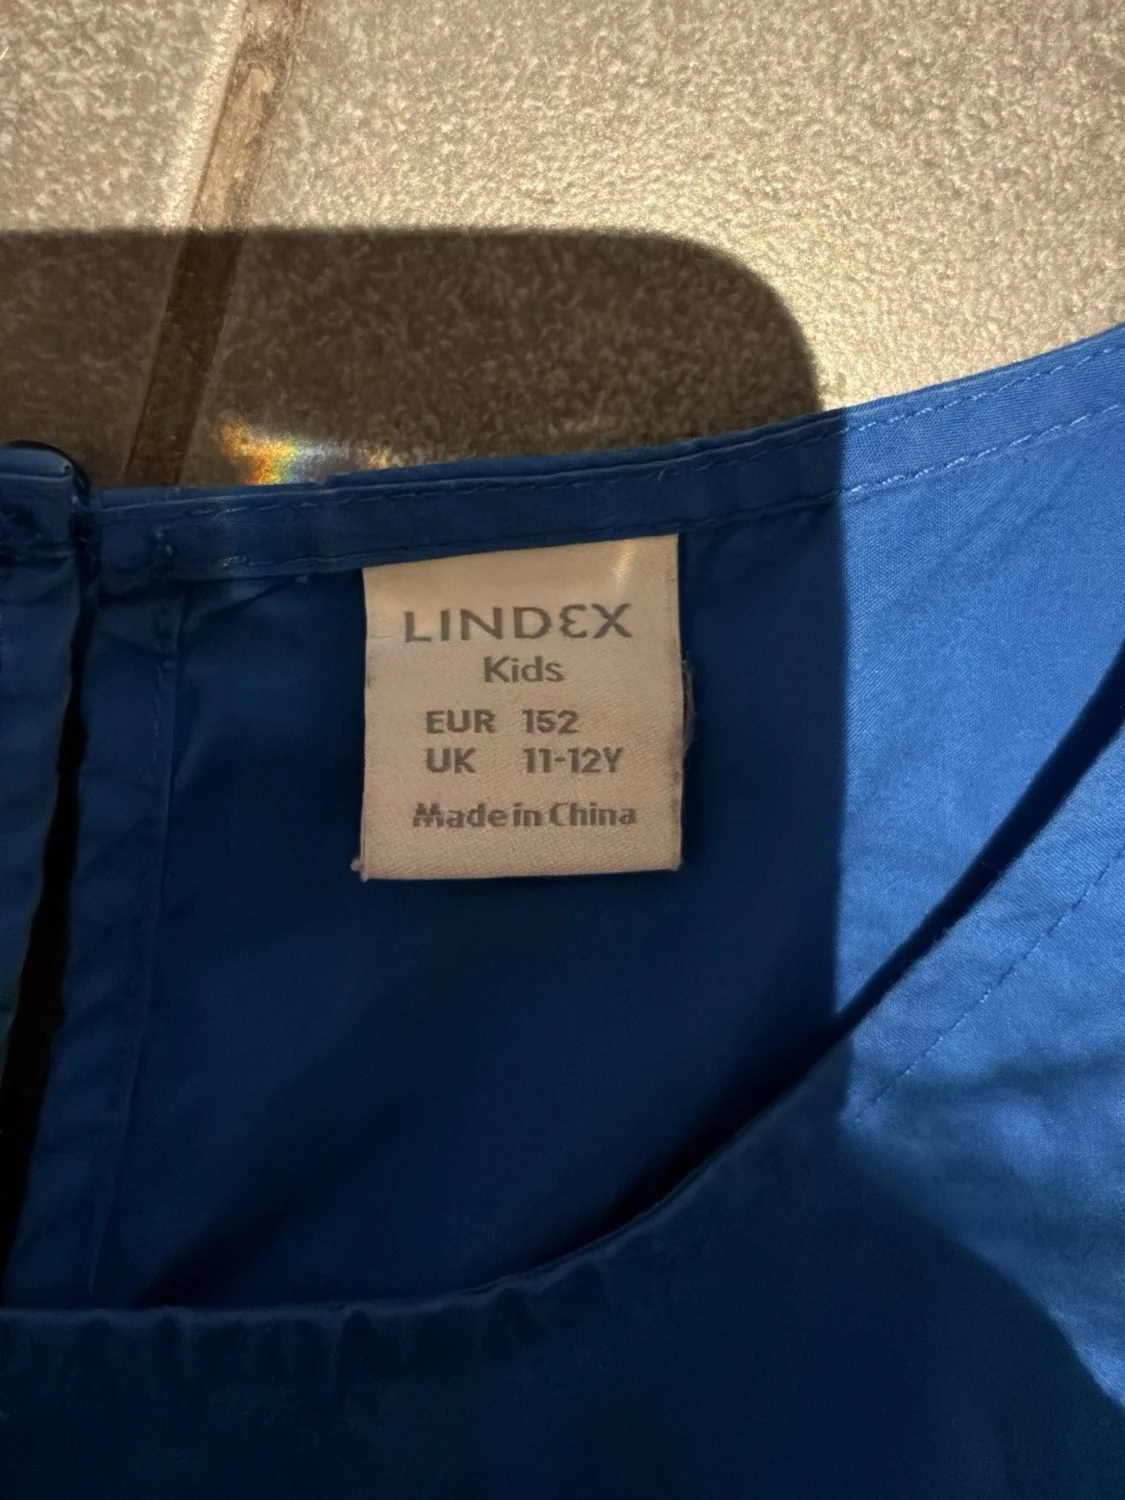 LINDEX
Kids
EUR 152
UK 11-12Y
Made in China